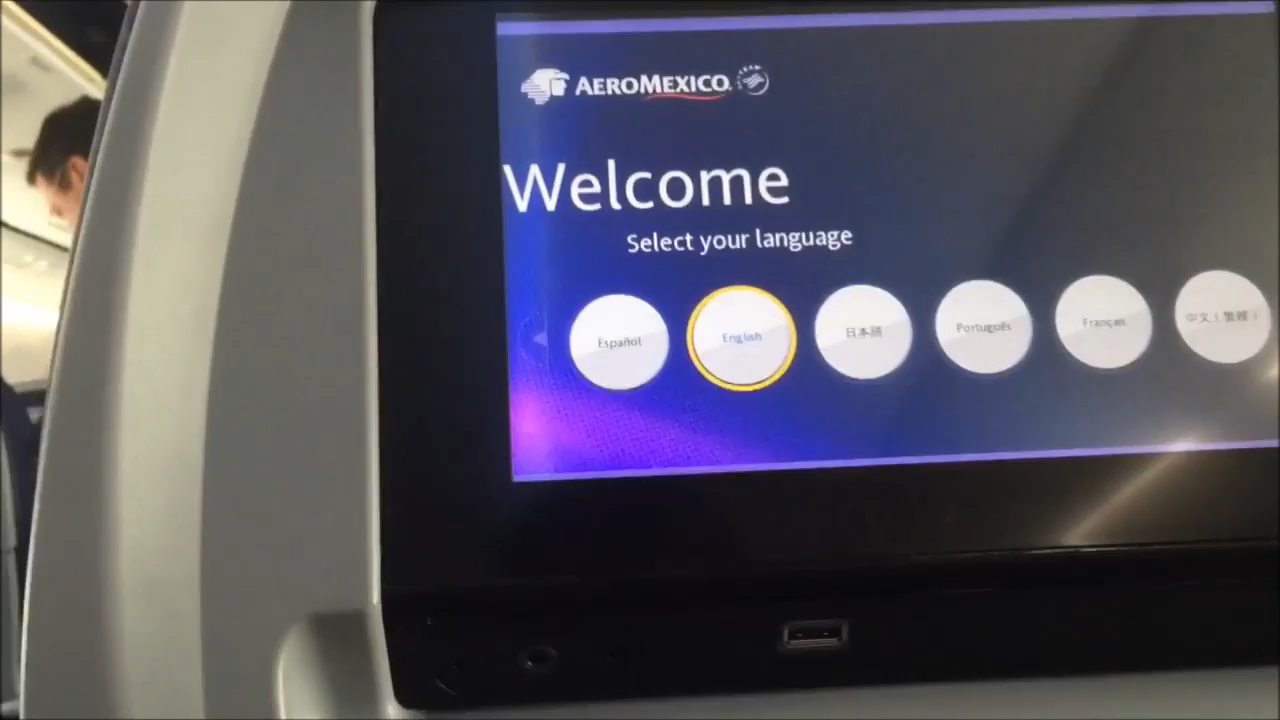 AEROMEXICO.
Welcome
Select your language
Español
English
日本語
Português
Français
中文（繁體）